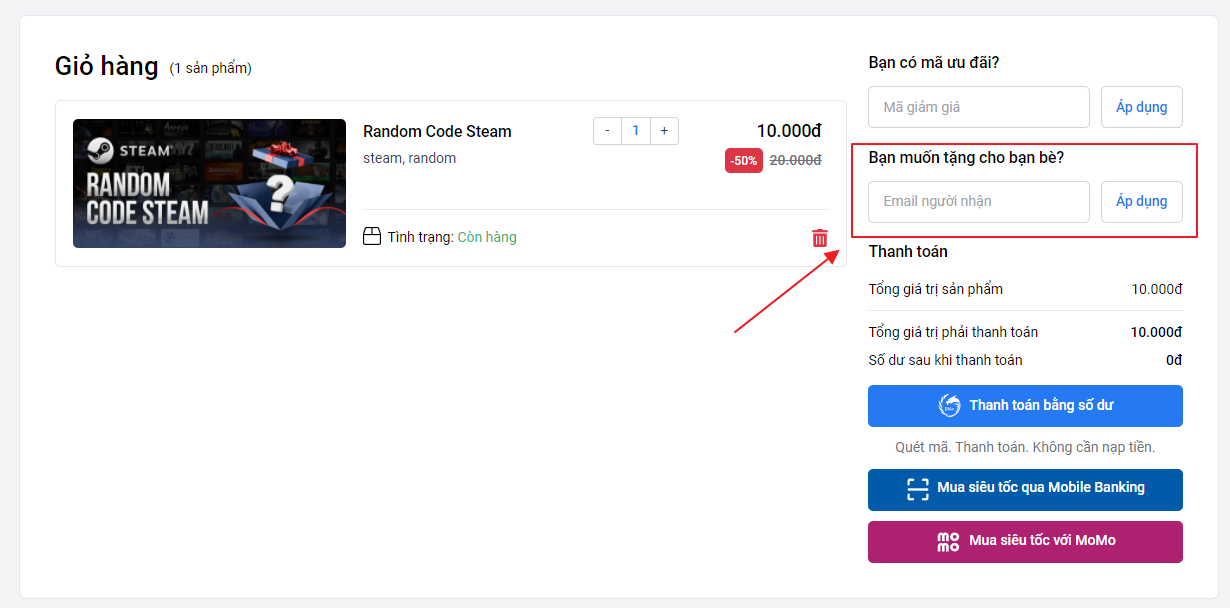 Giỏ hàng (1 sản phẩm)
STEAM
RANDOM
CODE STEAM
Random Code Steam
steam, random
- 1 +
10.000đ
-50% 20.000đ
Tình trạng: Còn hàng
Bạn có mã ưu đãi?
Mã giảm giá
Áp dụng
Bạn muốn tặng cho bạn bè?
Email người nhận
Áp dụng
Thanh toán
Tổng giá trị sản phẩm 10.000đ
Tổng giá trị phải thanh toán 10.000đ
Số dư sau khi thanh toán 0đ
Thanh toán bằng số dư
Quét mã. Thanh toán. Không cần nạp tiền.
Mua siêu tốc qua Mobile Banking
mo
mo
Mua siêu tốc với MoMo